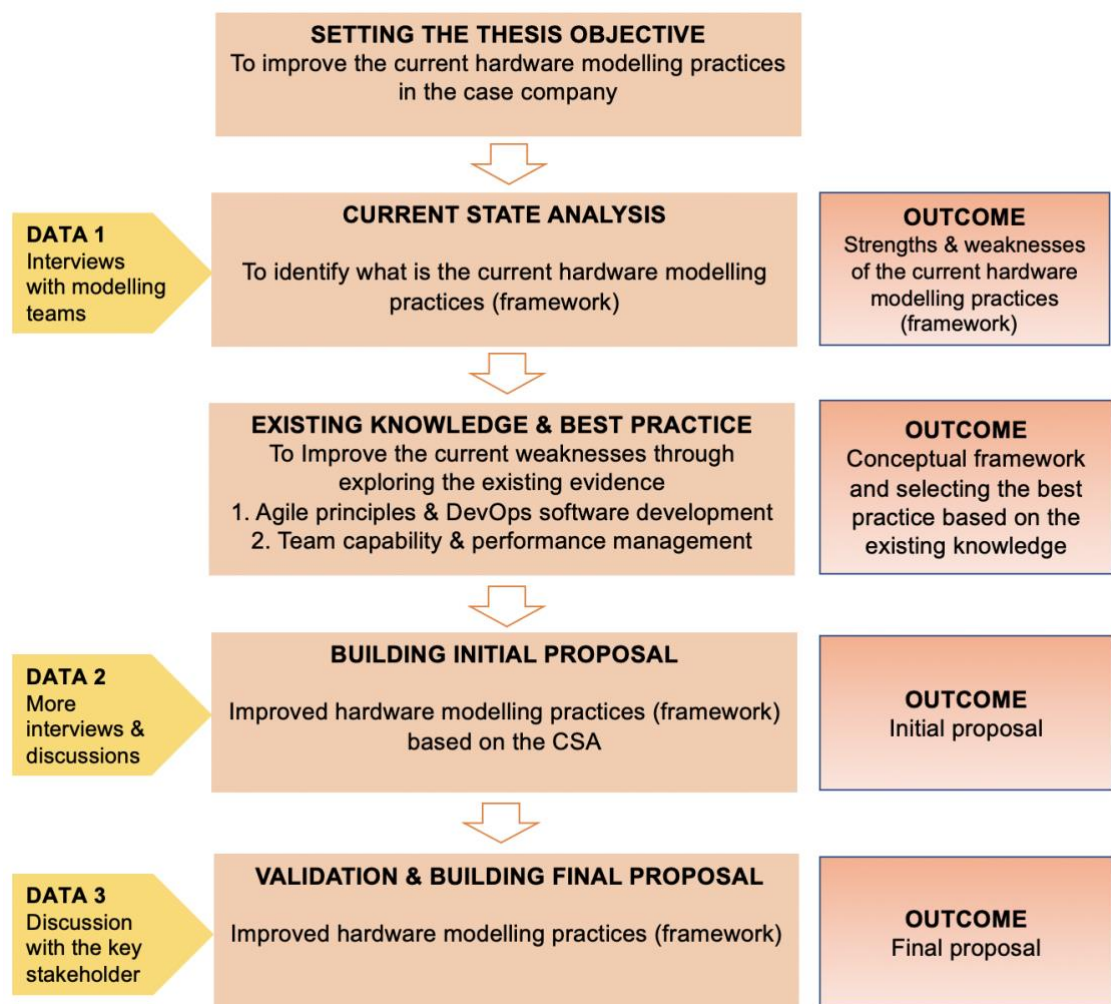 SETTING THE THESIS OBJECTIVE
To improve the current hardware modelling practices
in the case company
DATA 1
Interviews
with modelling
teams
CURRENT STATE ANALYSIS
To identify what is the current hardware modelling
practices (framework)
OUTCOME
Strengths & weaknesses
of the current hardware
modelling practices
(framework)
EXISTING KNOWLEDGE & BEST PRACTICE
To Improve the current weaknesses through
exploring the existing evidence
1. Agile principles & DevOps software development
2. Team capability & performance management
OUTCOME
Conceptual framework
and selecting the best
practice based on the
existing knowledge
DATA 2
More
interviews &
discussions
BUILDING INITIAL PROPOSAL
Improved hardware modelling practices (framework)
based on the CSA
OUTCOME
Initial proposal
DATA 3
Discussion
with the key
stakeholder
VALIDATION & BUILDING FINAL PROPOSAL
Improved hardware modelling practices (framework)
OUTCOME
Final proposal